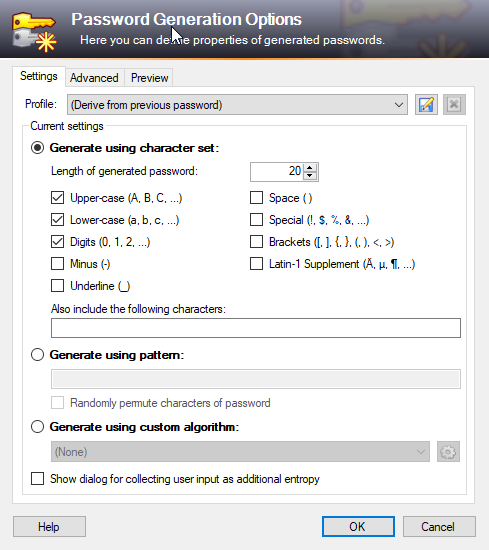 Password Generation Options
Here you can define properties of generated passwords.
Settings Advanced Preview
Profile: (Derive from previous password)
Current settings
Generate using character set:
Length of generated password: 20
Upper-case (A, B, C, ...) Space ( )
Lower-case (a, b, c, ...) Special (!, $, %, &, ...)
Digits (0, 1, 2, ...) Brackets ([, ], {, }, (, ), <, >)
Minus (-) Latin-1 Supplement (Ä, µ, ¶, ...)
Underline (_)
Also include the following characters:
Generate using pattern:
Randomly permute characters of password
Generate using custom algorithm:
(None)
Show dialog for collecting user input as additional entropy
Help OK Cancel